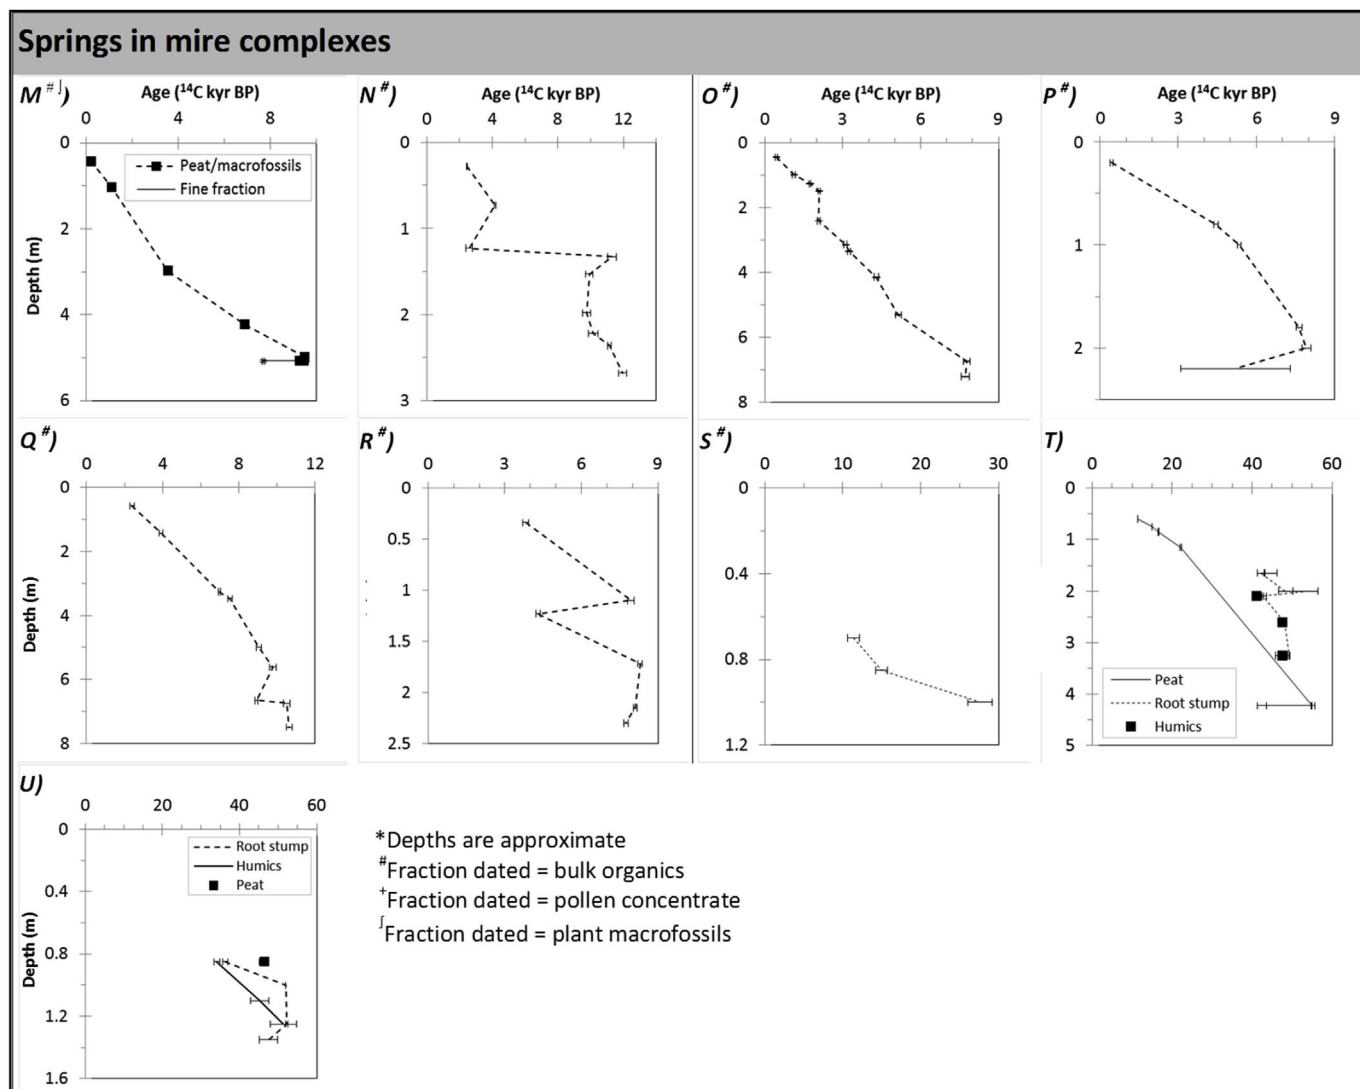 Springs in mire complexes
M # ∫)
Age (14C kyr BP)
0 4 8
0
2
4
6
Depth (m)
Peat/macrofossils
Fine fraction
N #)
Age (14C kyr BP)
0 4 8 12
0
1
2
3
O #)
Age (14C kyr BP)
0 3 6 9
0
2
4
6
8
P #)
Age (14C kyr BP)
0 3 6 9
0
1
2
Q #)
0 4 8 12
0
2
4
6
8
Depth (m)
R #)
0 3 6 9
0
0.5
1
1.5
2
2.5
S #)
0 10 20 30
0
0.4
0.8
1.2
T)
0 20 40 60
0
1
2
3
4
5
Peat
Root stump
Humics
U)
0 20 40 60
0
0.4
0.8
1.2
1.6
Depth (m)
Root stump
Humics
Peat
*Depths are approximate
#Fraction dated = bulk organics
+Fraction dated = pollen concentrate
∫Fraction dated = plant macrofossils